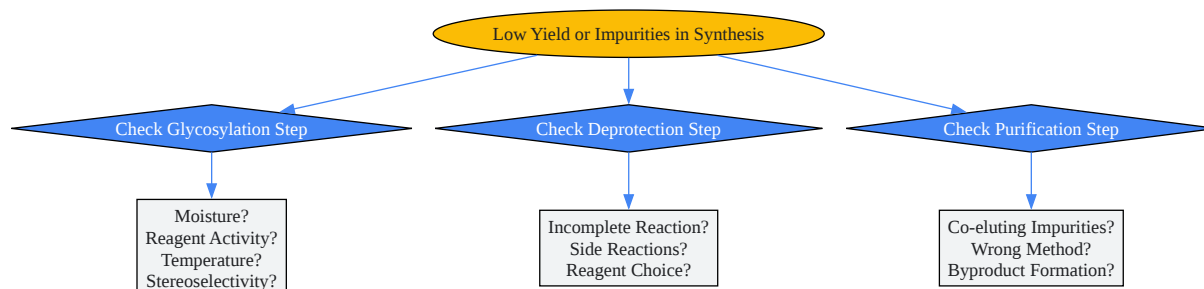 Low Yield or Impurities in Synthesis
Check Glycosylation Step
Check Deprotection Step
Check Purification Step
Moisture?
Reagent Activity?
Temperature?
Stereoselectivity?
Incomplete Reaction?
Side Reactions?
Reagent Choice?
Co-eluting Impurities?
Wrong Method?
Byproduct Formation?